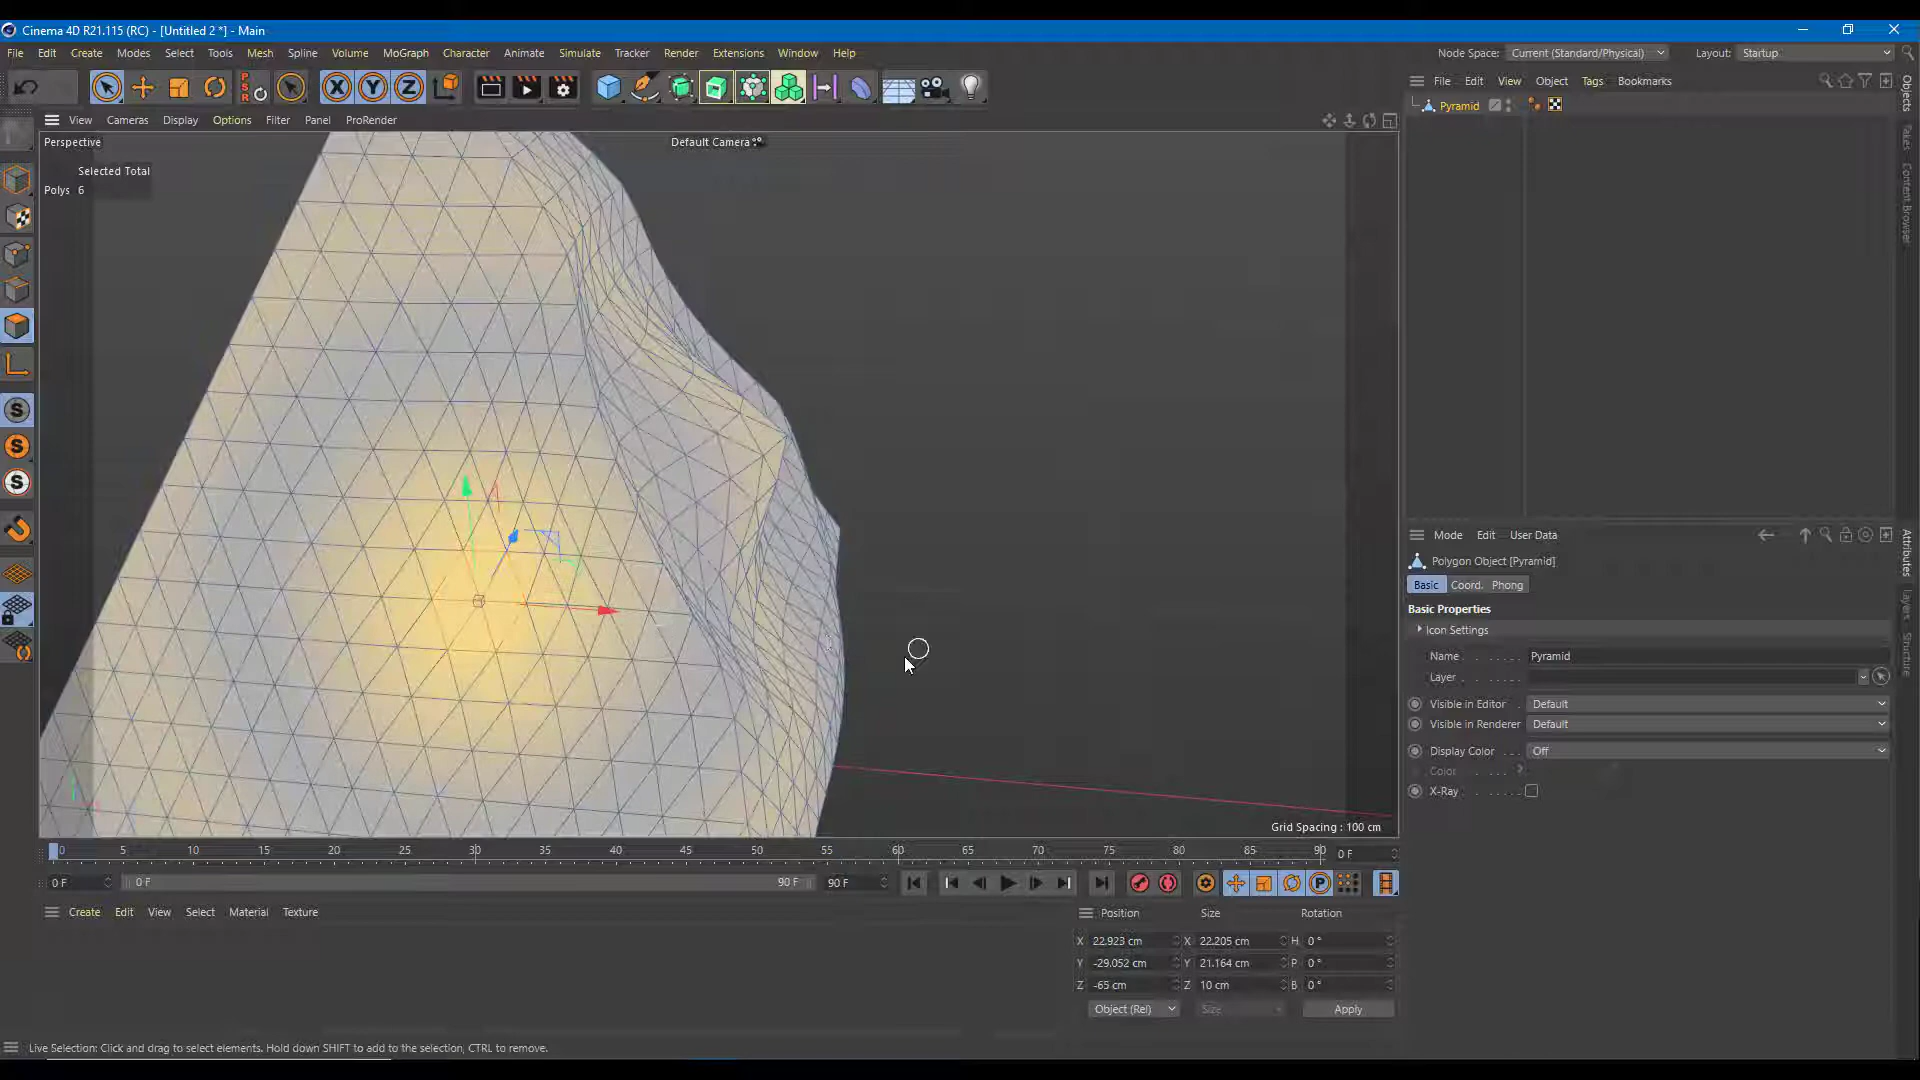 Cinema 4D R21.115 (RC) - [Untitled 2 *] - Main
File Edit Create Modes Select Tools Mesh Spline Volume MoGraph Character Animate Simulate Tracker Render Extensions Window Help
Node Space: Current (Standard/Physical) Layout: Startup
PSR X Y Z
File Edit View Object Tags Bookmarks
Pyramid
View Cameras Display Options Filter Panel ProRender
Perspective
Default Camera
Selected Total
Polys 6
S
S
S
Objects
Takes
Content Browser
Attributes
Layers
Structure
Mode Edit User Data
Polygon Object [Pyramid]
Basic Coord. Phong
Basic Properties
Icon Settings
Name Pyramid
Layer
Visible in Editor Default
Visible in Renderer Default
Display Color Off
Color
X-Ray
Grid Spacing : 100 cm
0 5 10 15 20 25 30 35 40 45 50 55 60 65 70 75 80 85 90 0 F
0 F 0 F 90 F 90 F P
Create Edit View Select Material Texture
Position Size Rotation
X 22.923 cm X 22.205 cm H 0 °
Y -29.052 cm Y 21.164 cm P 0 °
Z -65 cm Z 10 cm B 0 °
Object (Rel) Size Apply
Live Selection: Click and drag to select elements. Hold down SHIFT to add to the selection, CTRL to remove.